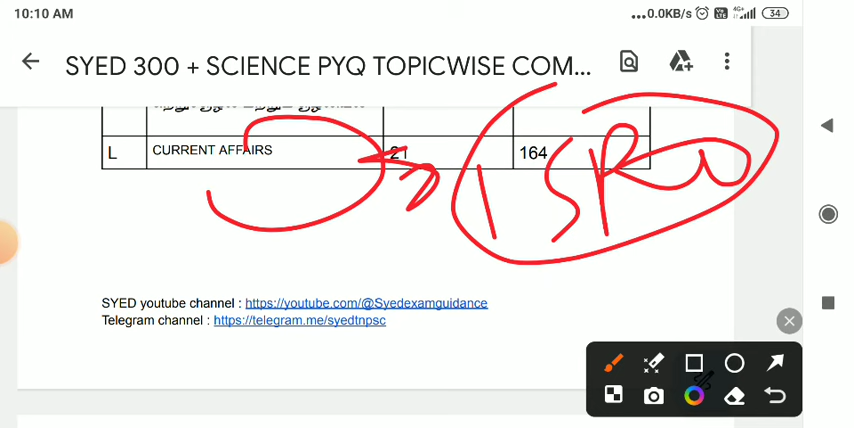 10:10 AM ...0.0KB/s 4G+ 34
SYED 300 + SCIENCE PYQ TOPICWISE COM...
L CURRENT AFFAIRS 21 164
ISRO
SYED youtube channel : https://youtube.com/@Syedexamguidance
Telegram channel : https://telegram.me/syedtnpsc